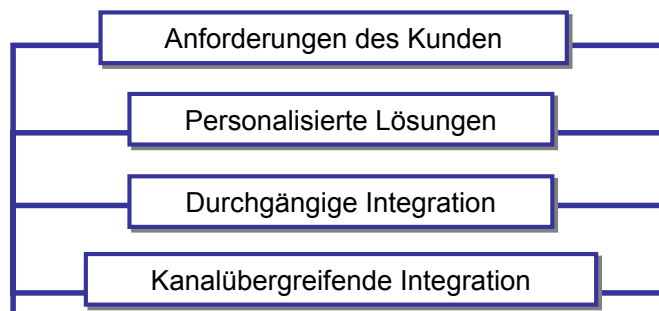 Anforderungen des Kunden
Personalisierte Lösungen
Durchgängige Integration
Kanalübergreifende Integration